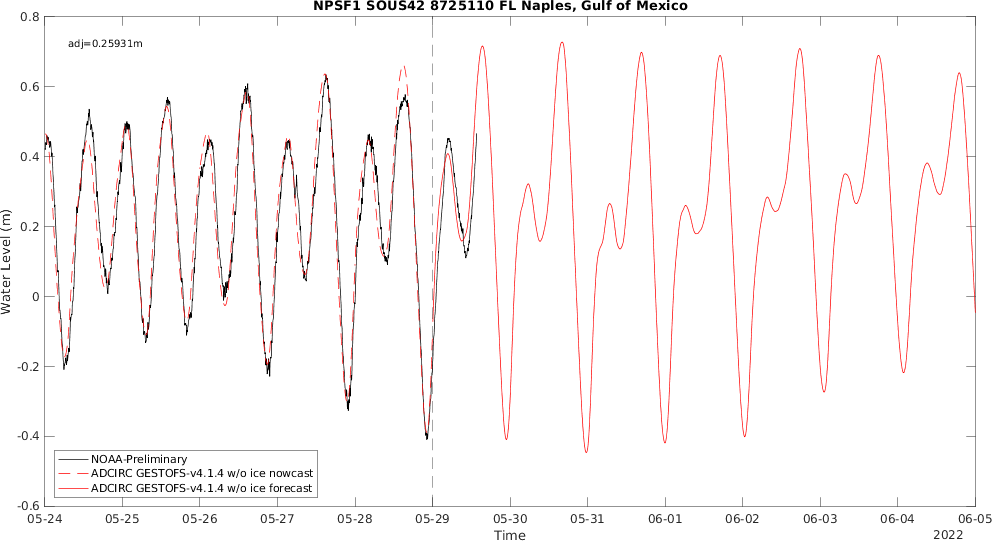 NPSF1 SOUS42 8725110 FL Naples, Gulf of Mexico
adj=0.25931m
0.8
0.6
0.4
0.2
0
-0.2
-0.4
-0.6
Water Level (m)
NOAA-Preliminary
ADCIRC GESTOFS-v4.1.4 w/o ice nowcast
ADCIRC GESTOFS-v4.1.4 w/o ice forecast
05-24 05-25 05-26 05-27 05-28 05-29 05-30 05-31 06-01 06-02 06-03 06-04 06-05
Time
2022